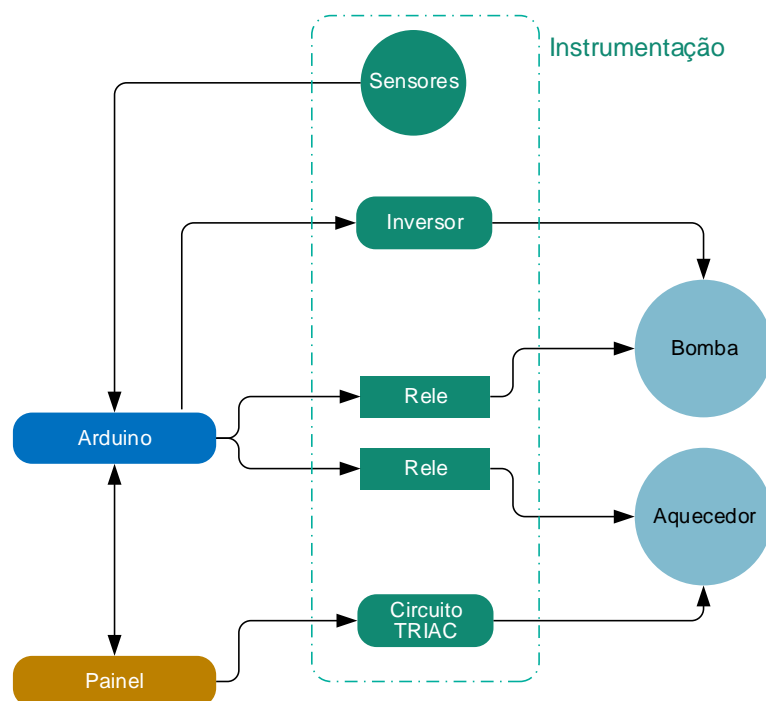 Instrumentação
Sensores
Inversor
Bomba
Rele
Arduino
Rele
Aquecedor
Circuito
TRIAC
Painel